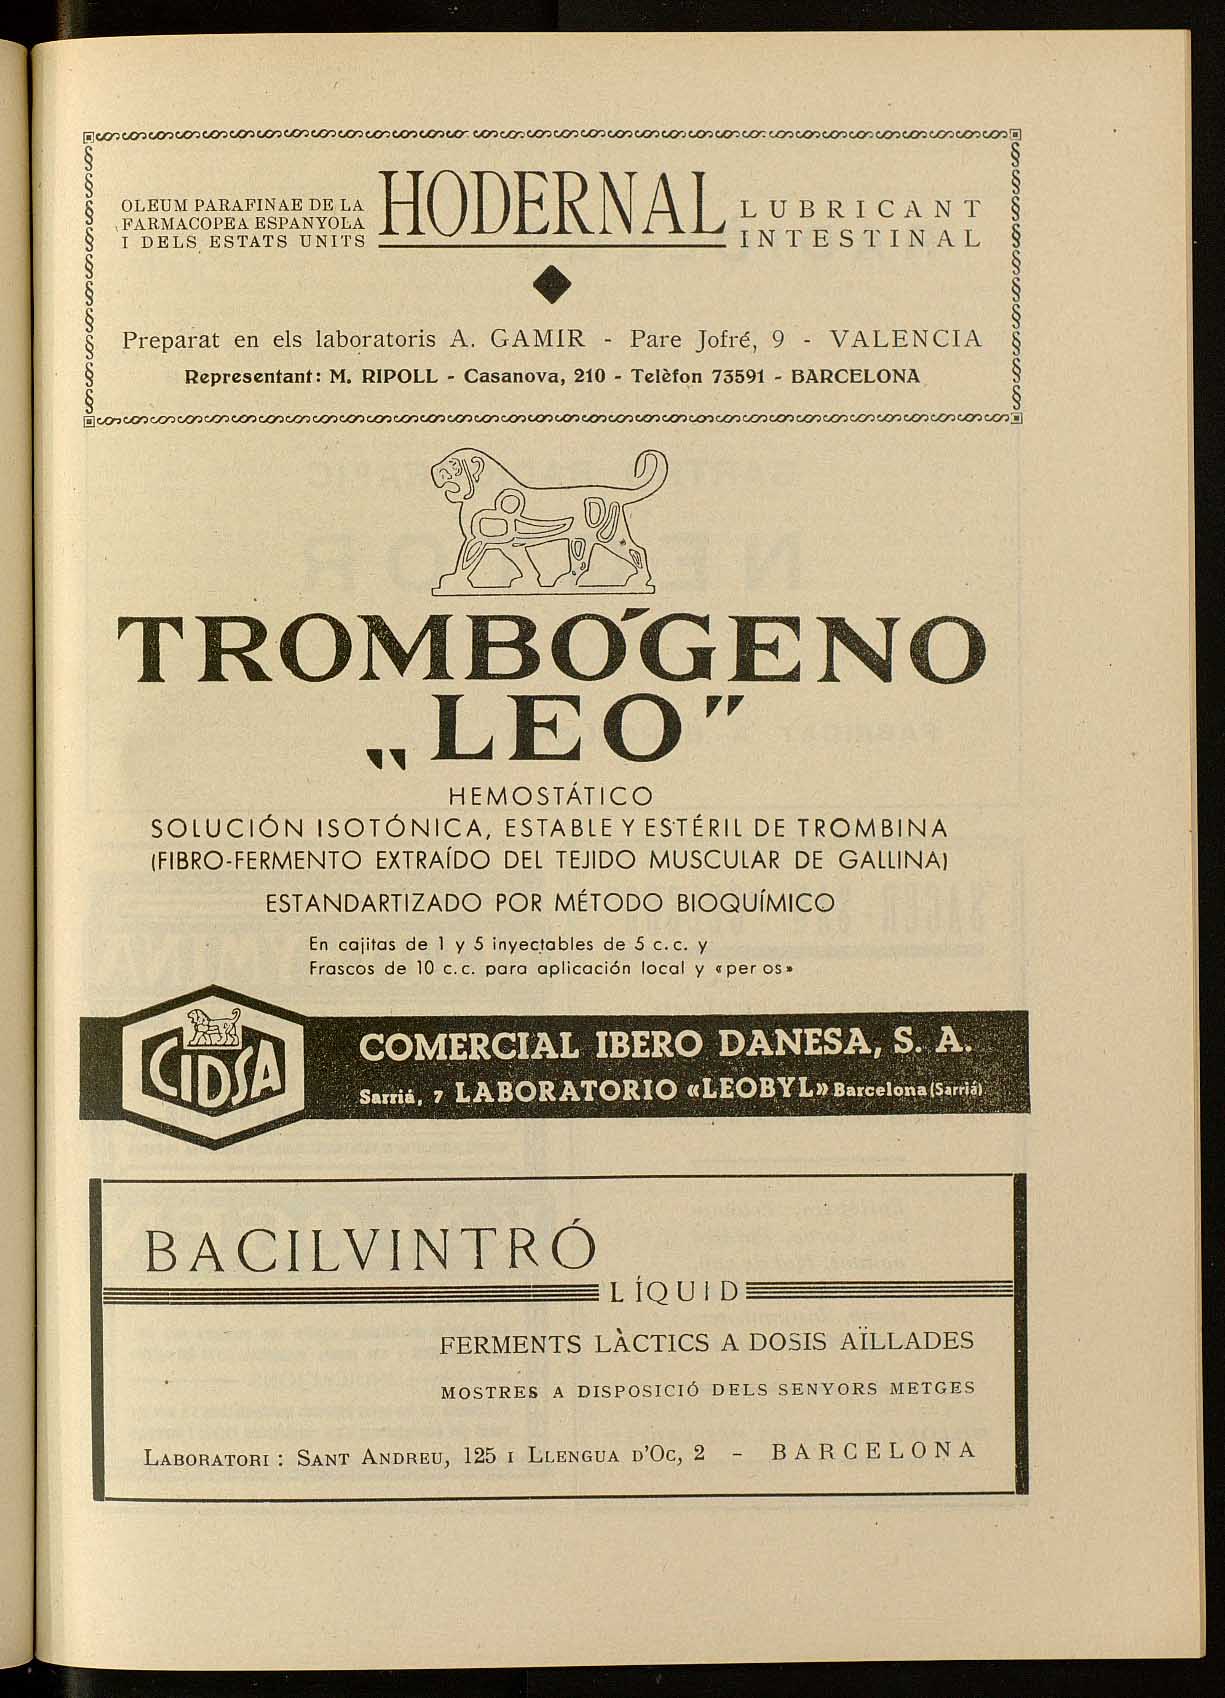 OLEUM PARAFINAE DE LA
FARMACOPEA ESPANYOLA
I DELS ESTATS UNITS
HODERNAL
LUBRICANT
INTESTINAL
Preparat en els laboratoris A. GAMIR - Pare Jofré, 9 - VALENCIA
Representant: M. RIPOLL - Casanova, 210 - Telèfon 73591 - BARCELONA
TROMBÓGENO
„LEO”
HEMOSTÁTICO
SOLUCIÓN ISOTÓNICA, ESTABLE Y ESTÉRIL DE TROMBINA
(FIBRO-FERMENTO EXTRAÍDO DEL TEJIDO MUSCULAR DE GALLINA)
ESTANDARTIZADO POR MÉTODO BIOQUÍMICO
En cajitas de 1 y 5 inyectables de 5 c.c. y
Frascos de 10 c.c. para aplicación local y «per os»
CIDSA
COMERCIAL IBERO DANESA, S. A.
Sarriá, 7 LABORATORIO «LEOBYL» Barcelona (Sarriá)
BACILVINTRÓ
LÍQUID
FERMENTS LÀCTICS A DOSIS AÏLLADES
MOSTRES A DISPOSICIÓ DELS SENYORS METGES
LABORATORI : SANT ANDREU, 125 I LLENGUA D'OC, 2 - BARCELONA